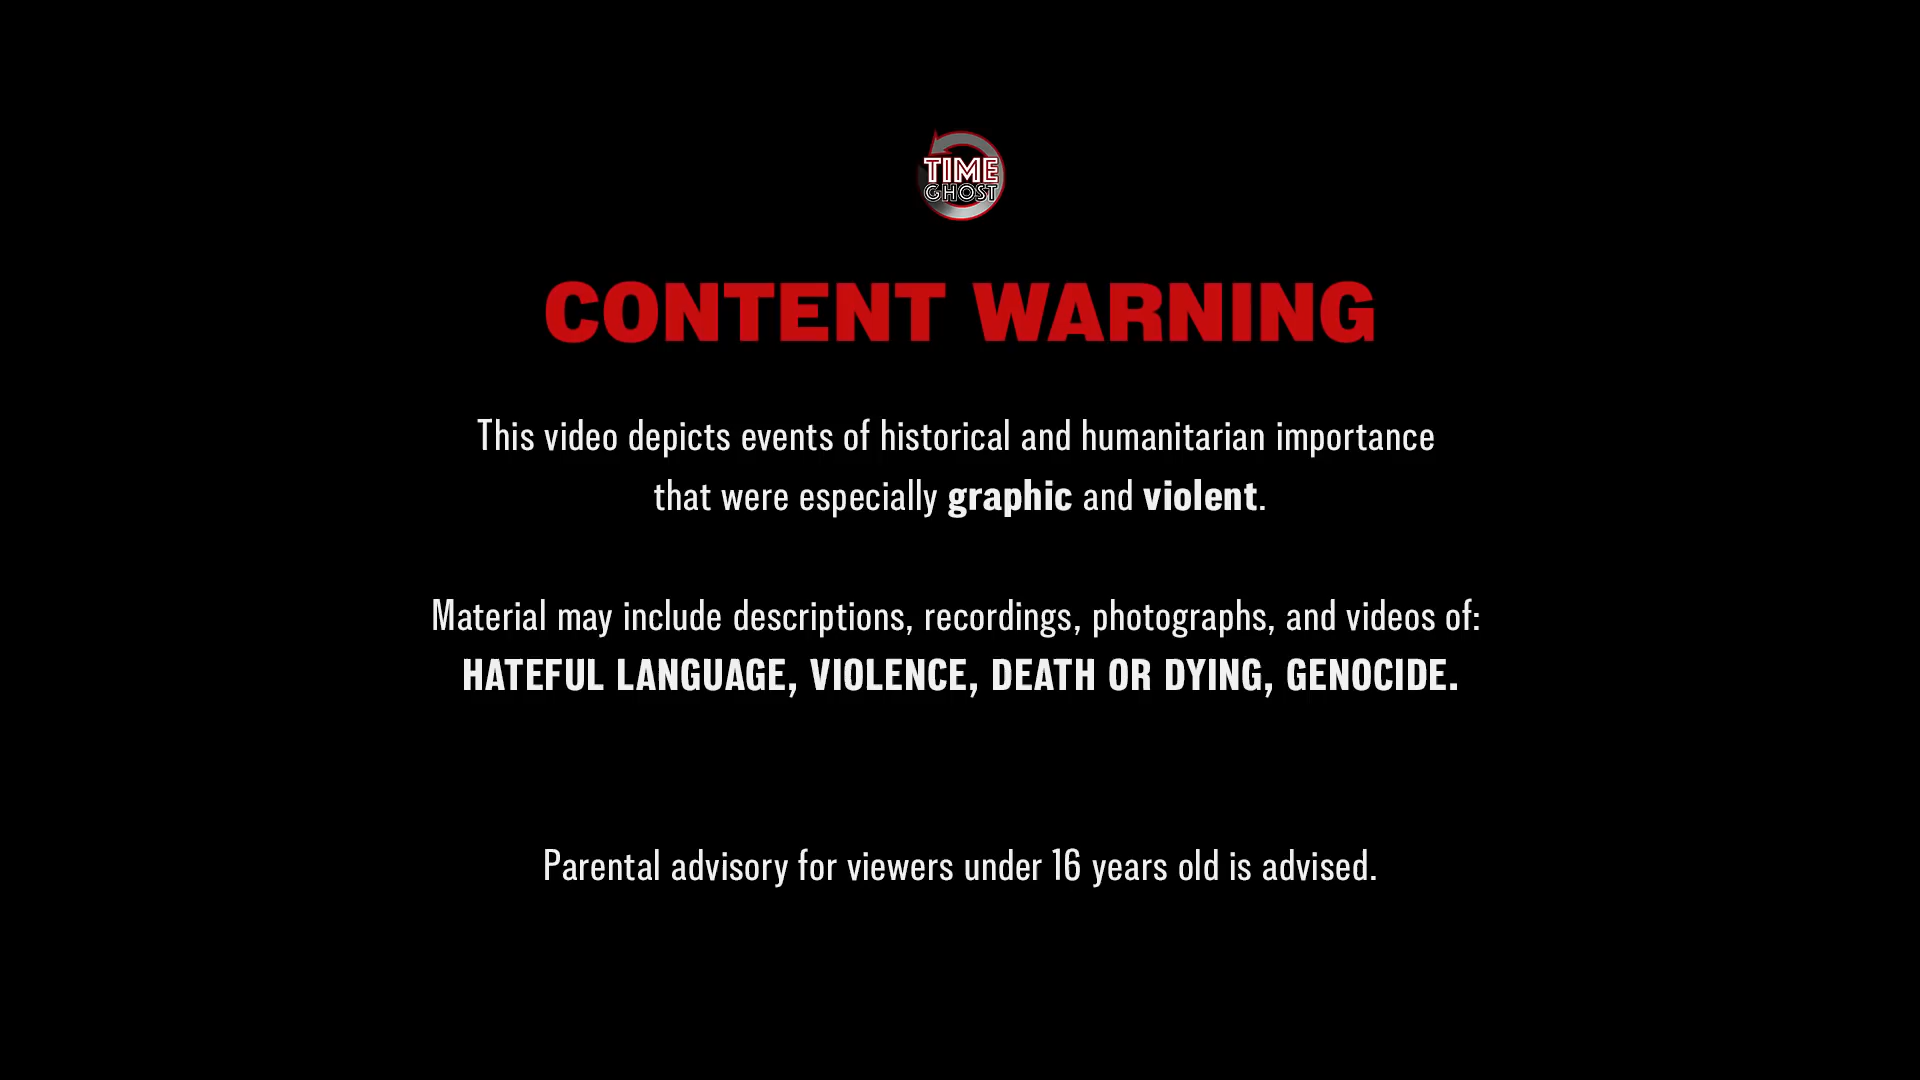 TIME
GHOST
CONTENT WARNING
This video depicts events of historical and humanitarian importance
that were especially graphic and violent.
Material may include descriptions, recordings, photographs, and videos of:
HATEFUL LANGUAGE, VIOLENCE, DEATH OR DYING, GENOCIDE.
Parental advisory for viewers under 16 years old is advised.